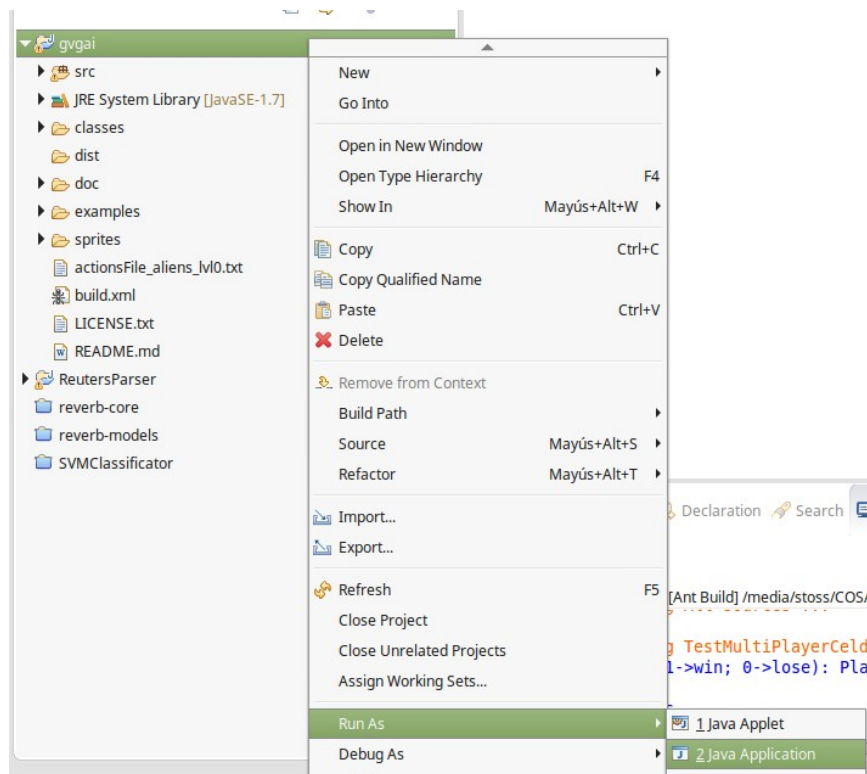 gvgai
src
JRE System Library [JavaSE-1.7]
classes
dist
doc
examples
sprites
actionsFile_aliens_lvl0.txt
build.xml
LICENSE.txt
README.md
ReutersParser
reverb-core
reverb-models
SVMClassificator
New
Go Into
Open in New Window
Open Type Hierarchy F4
Show In Mayús+Alt+W
Copy Ctrl+C
Copy Qualified Name
Paste Ctrl+V
Delete
Remove from Context
Build Path
Source Mayús+Alt+S
Refactor Mayús+Alt+T
Import...
Export...
Refresh F5
Close Project
Close Unrelated Projects
Assign Working Sets...
Run As
Debug As
1 Java Applet
2 Java Application
Declaration Search
[Ant Build] /media/stoss/COS/
g TestMultiPlayerCeld
1->win; 0->lose): Pla